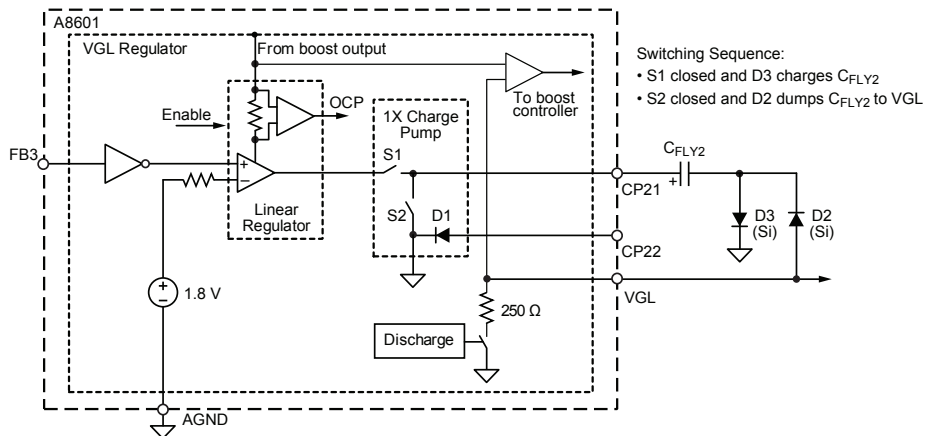 A8601
VGL Regulator
From boost output
OCP
Enable
To boost
controller
1X Charge
Pump
Switching Sequence:
• S1 closed and D3 charges CFLY2
• S2 closed and D2 dumps CFLY2 to VGL
FB3
+
–
Linear
Regulator
S1
S2
D1
CP21
CFLY2
+
D3
(Si)
D2
(Si)
CP22
VGL
+
–
1.8 V
250 Ω
Discharge
AGND